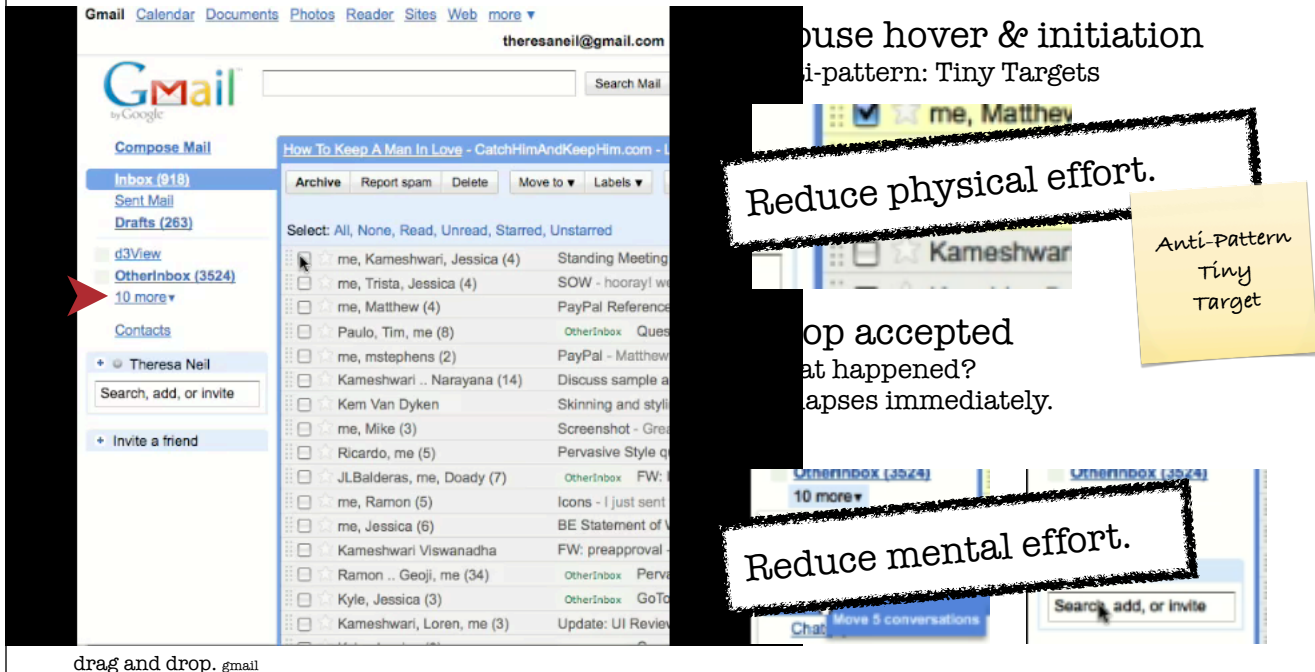 Gmail Calendar Documents Photos Reader Sites Web more ▼
theresaneil@gmail.com
Gmail
by Google
Search Mail
Compose Mail
Inbox (918)
Sent Mail
Drafts (263)
d3View
OtherInbox (3524)
10 more▼
Contacts
+ Theresa Neil
Search, add, or invite
+ Invite a friend
How To Keep A Man In Love - CatchHimAndKeepHim.com - L
Archive Report spam Delete Move to ▼ Labels ▼
Select: All, None, Read, Unread, Starred, Unstarred
me, Kameshwari, Jessica (4) Standing Meeting
me, Trista, Jessica (4) SOW - hooray! we
me, Matthew (4) PayPal Reference
Paulo, Tim, me (8) OtherInbox Ques
me, mstephens (2) PayPal - Matthew
Kameshwari .. Narayana (14) Discuss sample a
Kem Van Dyken Skinning and styli
me, Mike (3) Screenshot - Grea
Ricardo, me (5) Pervasive Style q
JLBalderas, me, Doady (7) OtherInbox FW: I
me, Ramon (5) Icons - I just sent
me, Jessica (6) BE Statement of W
Kameshwari Viswanadha FW: preapproval -
Ramon .. Geoji, me (34) OtherInbox Perva
Kyle, Jessica (3) OtherInbox GoTo
Kameshwari, Loren, me (3) Update: UI Review
ouse hover & initiation
i-pattern: Tiny Targets
me, Matthew
Reduce physical effort.
Kameshwar
Anti-Pattern
Tiny
Target
op accepted
at happened?
lapses immediately.
OtherInbox (3524)
10 more▼
OtherInbox (3524)
Reduce mental effort.
Search, add, or invite
Move 5 conversations
Chat
drag and drop. gmail